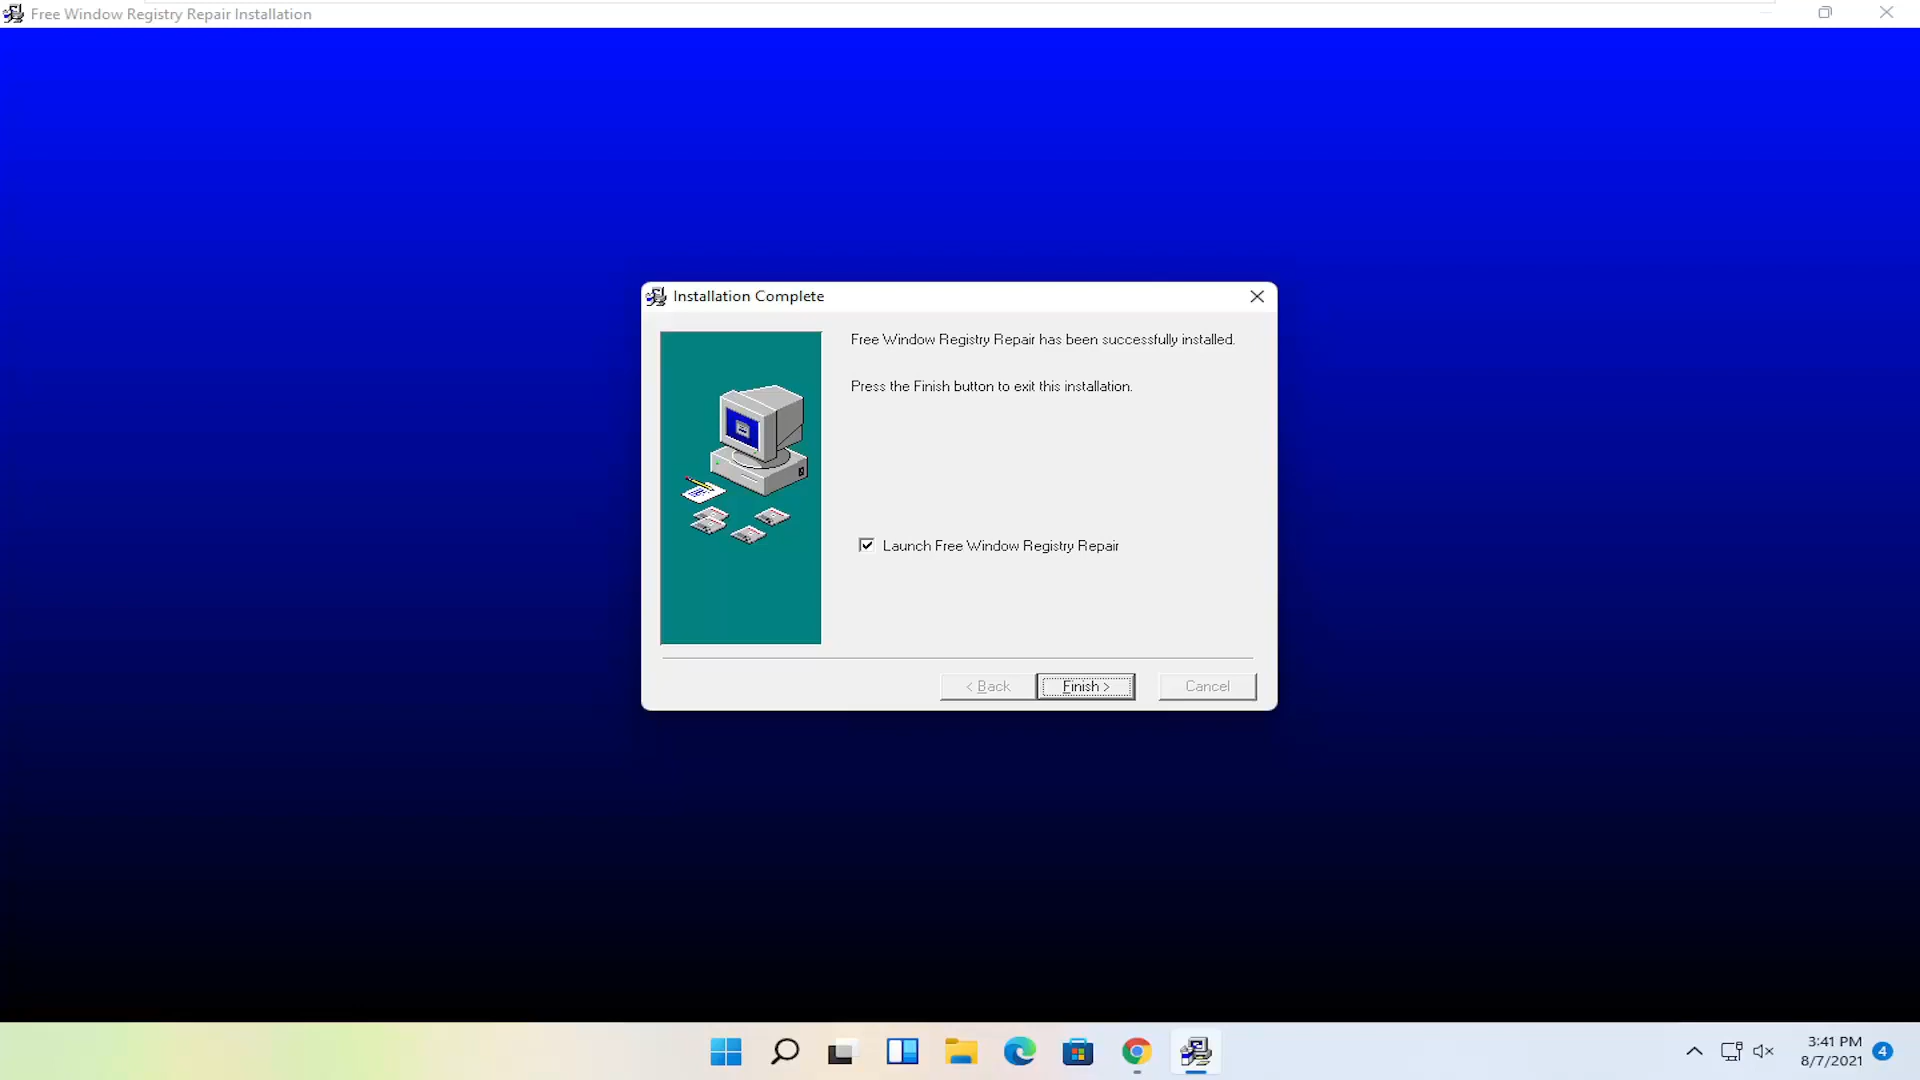 Free Window Registry Repair Installation
Installation Complete
Free Window Registry Repair has been successfully installed.
Press the Finish button to exit this installation.
Launch Free Window Registry Repair
< Back
Finish >
Cancel
3:41 PM
8/7/2021
4